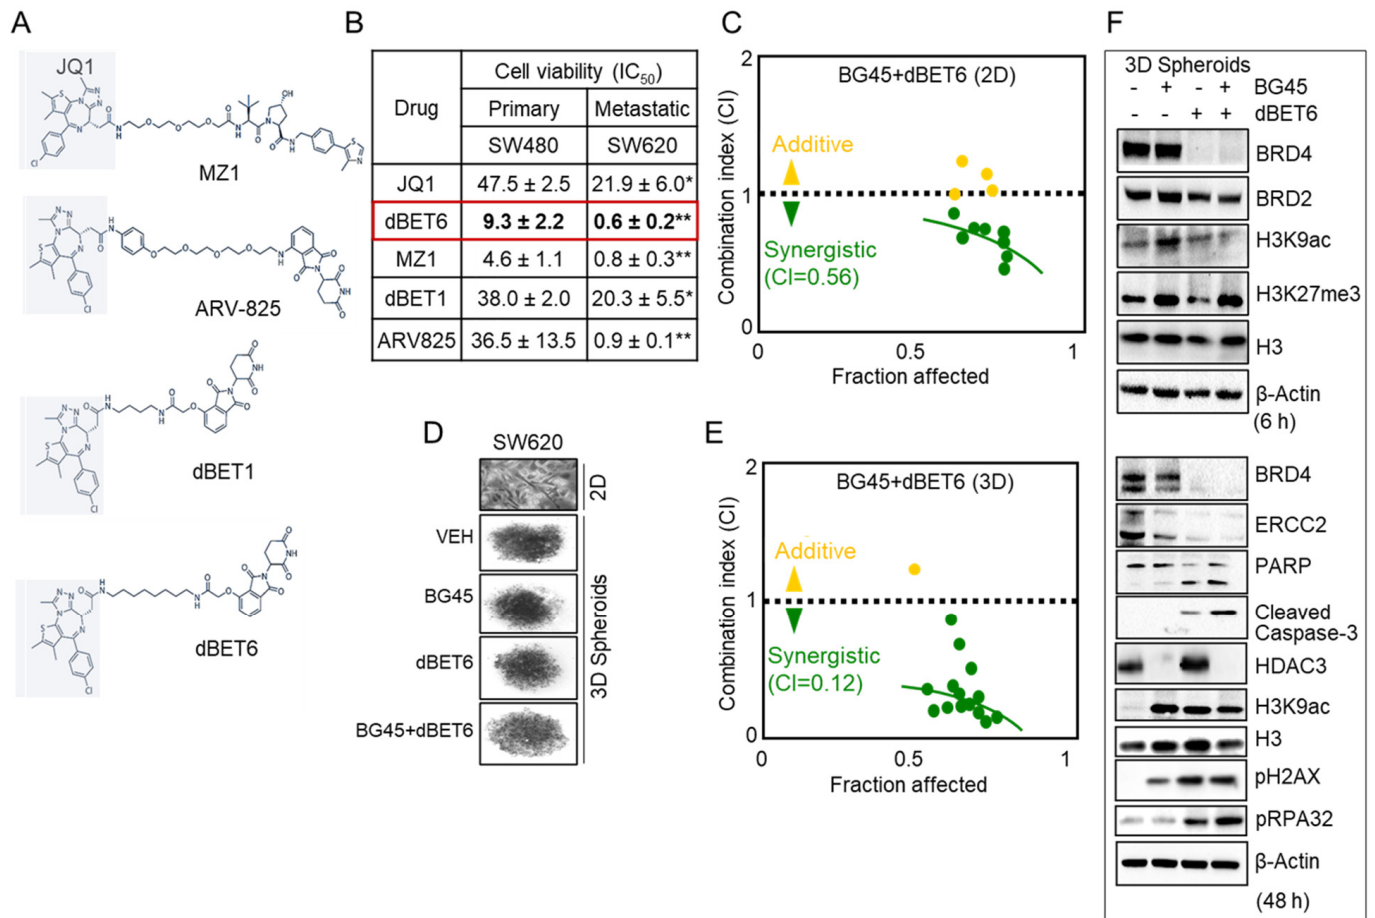 A
JQ1
MZ1
ARV-825
dBET1
dBET6
B
Drug
Cell viability (IC50)
Primary
Metastatic
SW480
SW620
JQ1
47.5 ± 2.5
21.9 ± 6.0*
dBET6
9.3 ± 2.2
0.6 ± 0.2**
MZ1
4.6 ± 1.1
0.8 ± 0.3**
dBET1
38.0 ± 2.0
20.3 ± 5.5*
ARV825
36.5 ± 13.5
0.9 ± 0.1**
C
BG45+dBET6 (2D)
Combination index (CI)
2
1
0
Additive
Synergistic
(CI=0.56)
0
0.5
1
Fraction affected
D
SW620
2D
VEH
BG45
dBET6
BG45+dBET6
3D Spheroids
E
BG45+dBET6 (3D)
Combination index (CI)
2
1
0
Additive
Synergistic
(CI=0.12)
0
0.5
1
Fraction affected
F
3D Spheroids
- + - + BG45
- - + + dBET6
BRD4
BRD2
H3K9ac
H3K27me3
H3
β-Actin
(6 h)
BRD4
ERCC2
PARP
Cleaved
Caspase-3
HDAC3
H3K9ac
H3
pH2AX
pRPA32
β-Actin
(48 h)